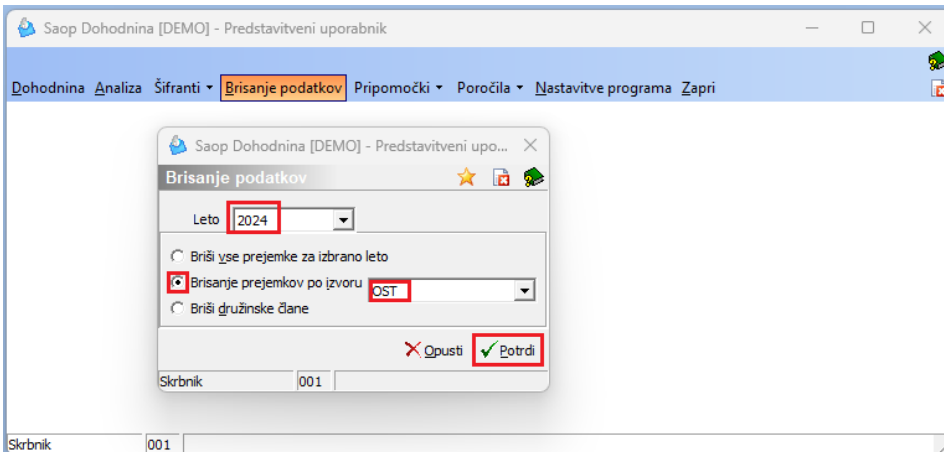 Saop Dohodnina [DEMO] - Predstavitveni uporabnik
Dohodnina Analiza Šifranti Brisanje podatkov Pripomočki Poročila Nastavitve programa Zapri
Saop Dohodnina [DEMO] - Predstavitveni upo...
Brisanje podatkov
Leto 2024
Briši vse prejemke za izbrano leto
Brisanje prejemkov po izvoru OST
Briši družinske člane
Opusti Potrdi
Skrbnik 001
Skrbnik 001